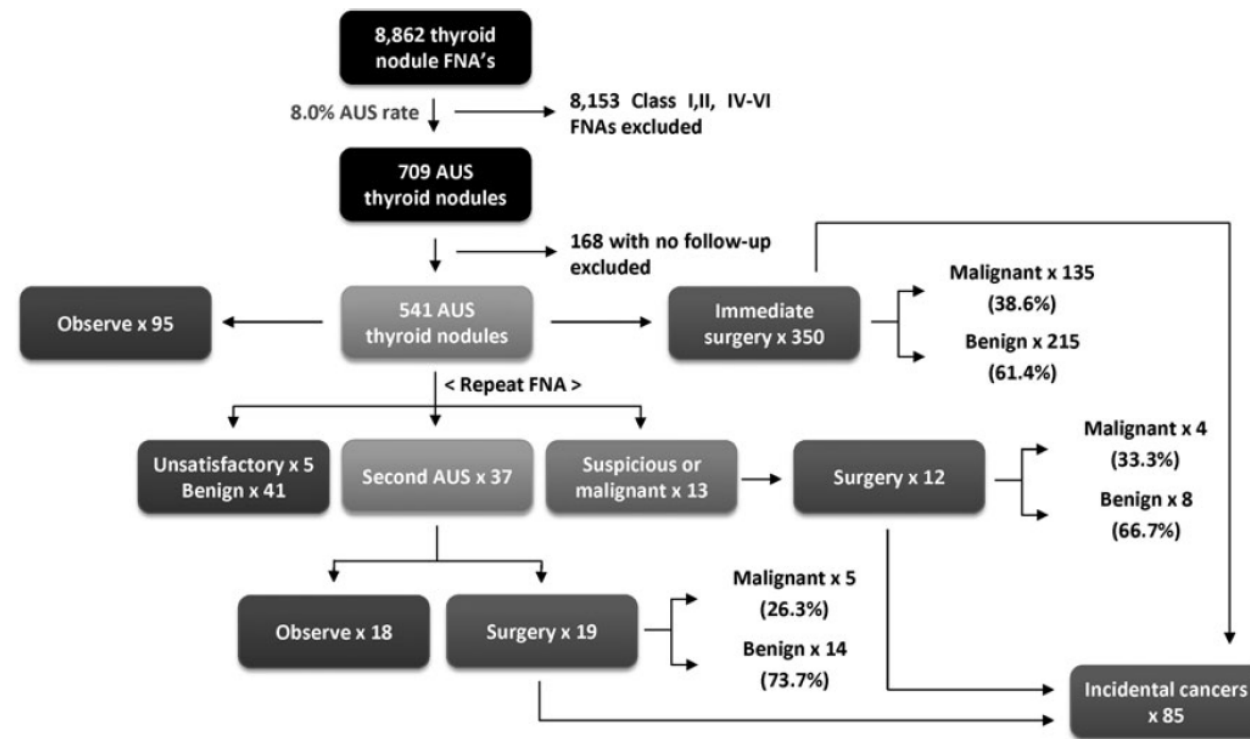 8,862 thyroid
nodule FNA's
8.0% AUS rate
8,153 Class I,II, IV-VI
FNAs excluded
709 AUS
thyroid nodules
168 with no follow-up
excluded
Observe x 95
541 AUS
thyroid nodules
Immediate
surgery x 350
Malignant x 135
(38.6%)
Benign x 215
(61.4%)
< Repeat FNA >
Unsatisfactory x 5
Benign x 41
Second AUS x 37
Suspicious or
malignant x 13
Surgery x 12
Malignant x 4
(33.3%)
Benign x 8
(66.7%)
Observe x 18
Surgery x 19
Malignant x 5
(26.3%)
Benign x 14
(73.7%)
Incidental cancers
x 85